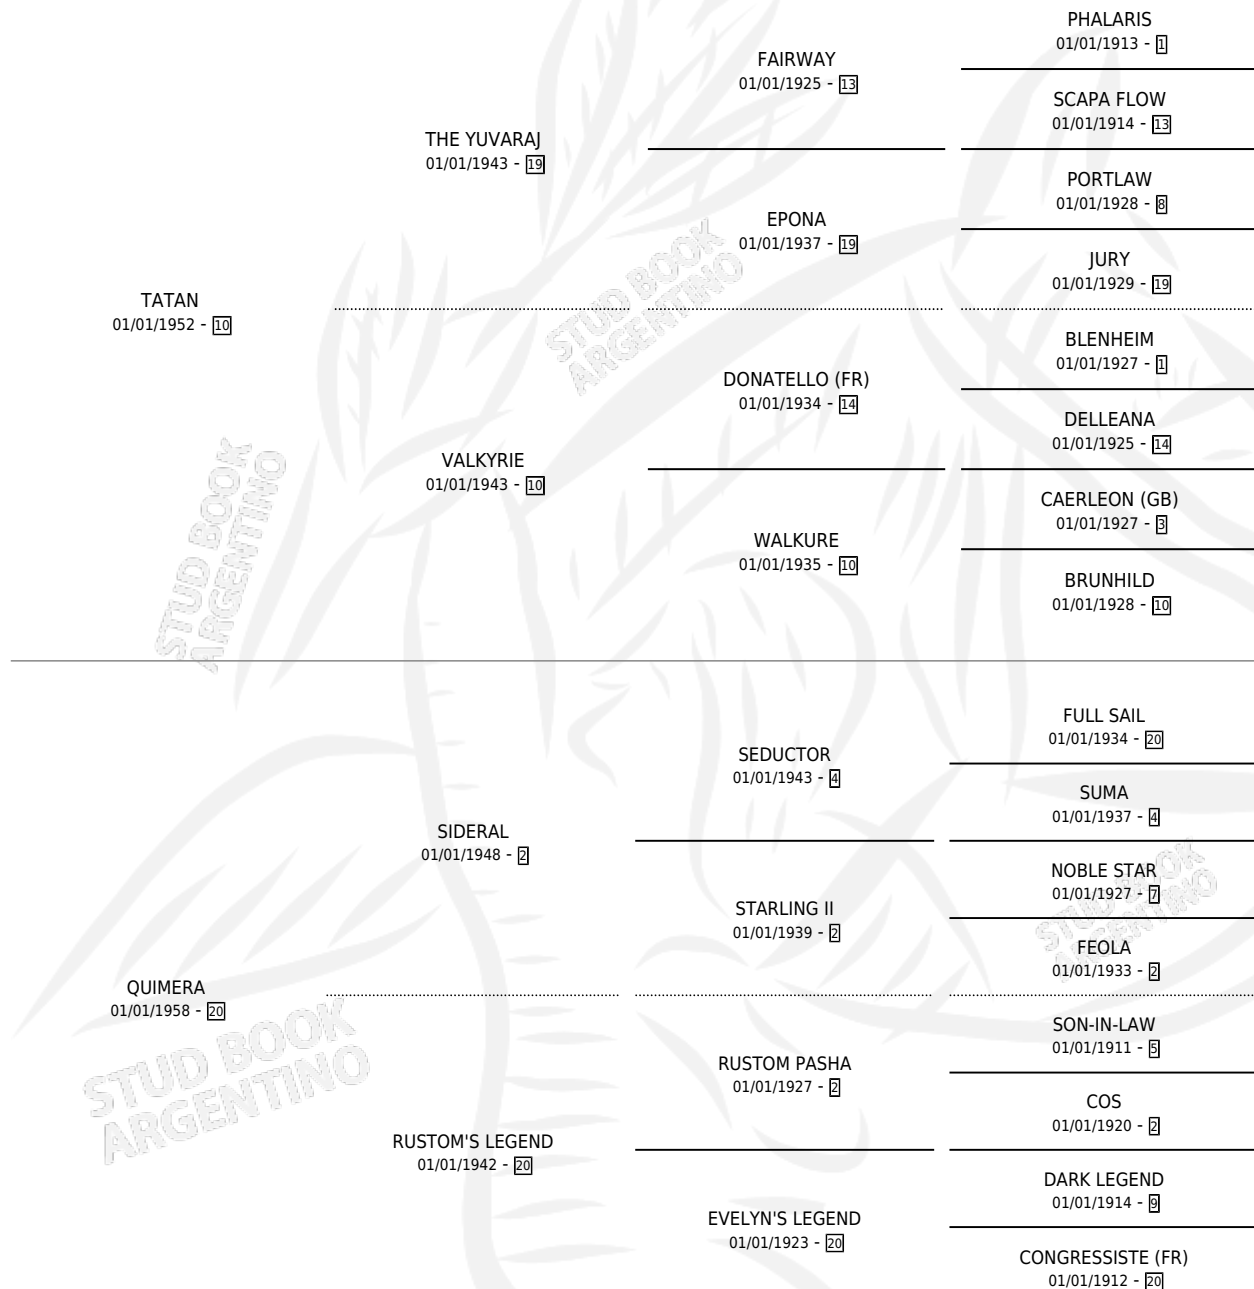 PHALARIS
01/01/1913 - 1
FAIRWAY
01/01/1925 - 13
SCAPA FLOW
01/01/1914 - 13
THE YUVARAJ
01/01/1943 - 19
PORTLAW
01/01/1928 - 8
EPONA
01/01/1937 - 19
JURY
01/01/1929 - 19
TATAN
01/01/1952 - 10
STUD BOOK
ARGENTINO
BLENHEIM
01/01/1927 - 1
DONATELLO (FR)
01/01/1934 - 14
DELLEANA
01/01/1925 - 14
VALKYRIE
01/01/1943 - 10
CAERLEON (GB)
01/01/1927 - 3
WALKURE
01/01/1935 - 10
BRUNHILD
01/01/1928 - 10
STUD BOOK
ARGENTINO
FULL SAIL
01/01/1934 - 20
SEDUCTOR
01/01/1943 - 4
SUMA
01/01/1937 - 4
SIDERAL
01/01/1948 - 2
NOBLE STAR
01/01/1927 - 7
STARLING II
01/01/1939 - 2
STUD BOOK
ARGENTINO
FEOLA
01/01/1933 - 2
QUIMERA
01/01/1958 - 20
SON-IN-LAW
01/01/1911 - 5
RUSTOM PASHA
01/01/1927 - 2
COS
01/01/1920 - 2
STUD BOOK
ARGENTINO
RUSTOM'S LEGEND
01/01/1942 - 20
DARK LEGEND
01/01/1914 - 9
EVELYN'S LEGEND
01/01/1923 - 20
CONGRESSISTE (FR)
01/01/1912 - 20